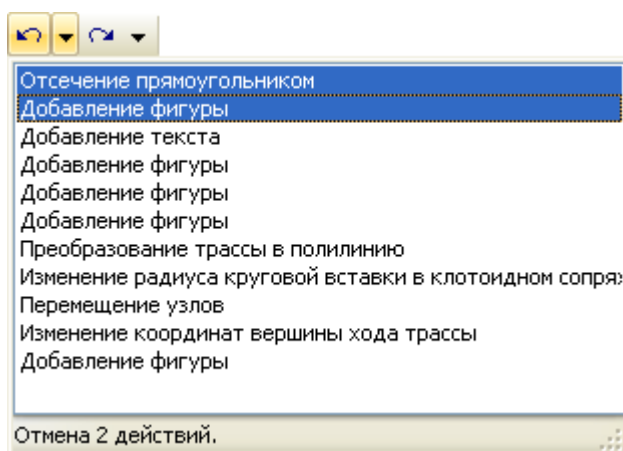 Отсечение прямоугольником
Добавление фигуры
Добавление текста
Добавление фигуры
Добавление фигуры
Добавление фигуры
Преобразование трассы в полилинию
Изменение радиуса круговой вставки в клотоидном
Перемещение узлов
Изменение координат вершины хода трассы
Добавление фигуры
Отмена 2 действий.